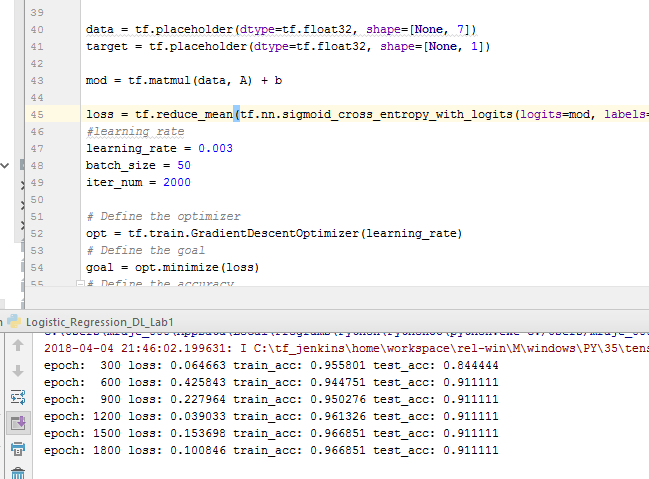 39
40 data = tf.placeholder(dtype=tf.float32, shape=[None, 7])
41 target = tf.placeholder(dtype=tf.float32, shape=[None, 1])
42
43 mod = tf.matmul(data, A) + b
44
45 loss = tf.reduce_mean(tf.nn.sigmoid_cross_entropy_with_logits(logits=mod, labels=
46 #learning rate
47 learning_rate = 0.003
48 batch_size = 50
49 iter_num = 2000
50
51 # Define the optimizer
52 opt = tf.train.GradientDescentOptimizer(learning_rate)
53 # Define the goal
54 goal = opt.minimize(loss)
55 # Define the accuracy
Logistic_Regression_DL_Lab1
2018-04-04 21:46:02.199631: I C:\tf_jenkins\home\workspace\rel-win\M\windows\PY\35\tens
epoch:  300 loss: 0.064663 train_acc: 0.955801 test_acc: 0.844444
epoch:  600 loss: 0.425843 train_acc: 0.944751 test_acc: 0.911111
epoch:  900 loss: 0.227964 train_acc: 0.950276 test_acc: 0.911111
epoch: 1200 loss: 0.039033 train_acc: 0.961326 test_acc: 0.911111
epoch: 1500 loss: 0.153698 train_acc: 0.966851 test_acc: 0.911111
epoch: 1800 loss: 0.100846 train_acc: 0.966851 test_acc: 0.911111